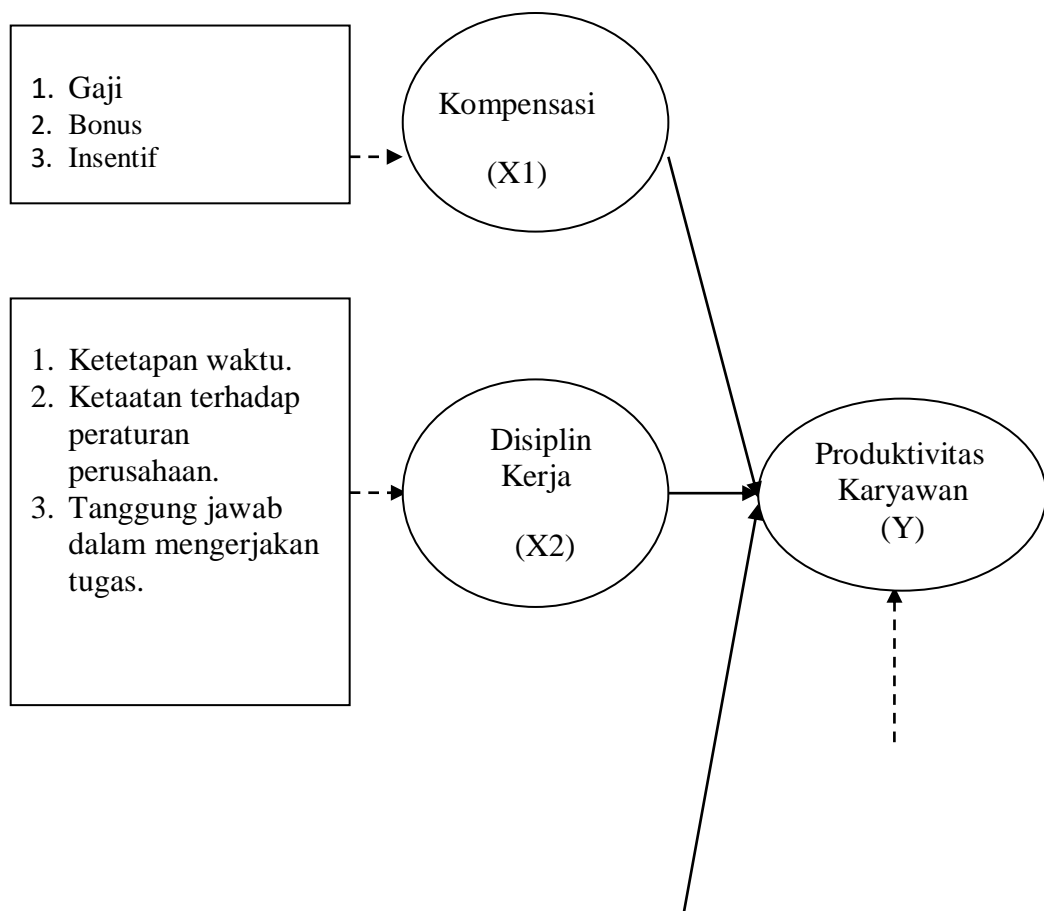 1. Gaji
2. Bonus
3. Insentif
Kompensasi
(X1)
1. Ketetapan waktu.
2. Ketaatan terhadap
peraturan
perusahaan.
3. Tanggung jawab
dalam mengerjakan
tugas.
Disiplin
Kerja
(X2)
Produktivitas
Karyawan
(Y)